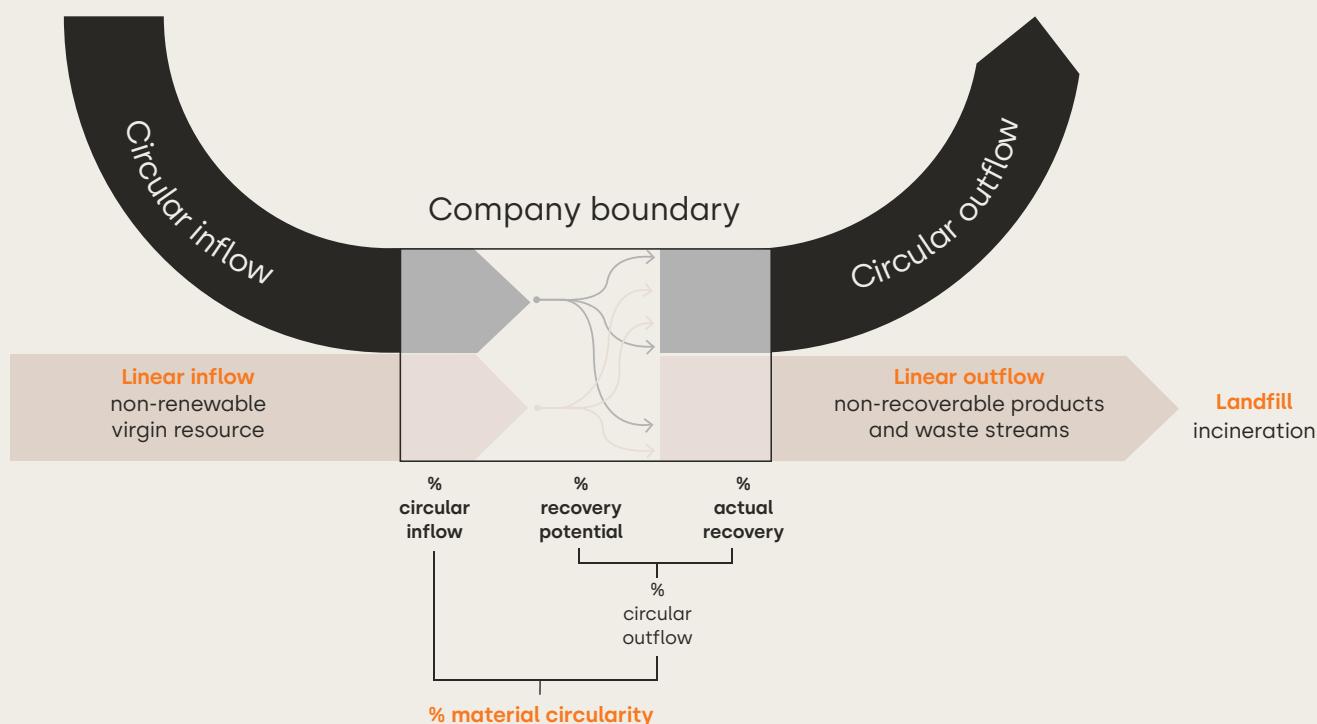 Circular inflow
Circular outflow
Company boundary
Linear inflow
non-renewable
virgin resource
Linear outflow
non-recoverable products
and waste streams
Landfill
incineration
%
circular
inflow
%
recovery
potential
%
actual
recovery
%
circular
outflow
% material circularity